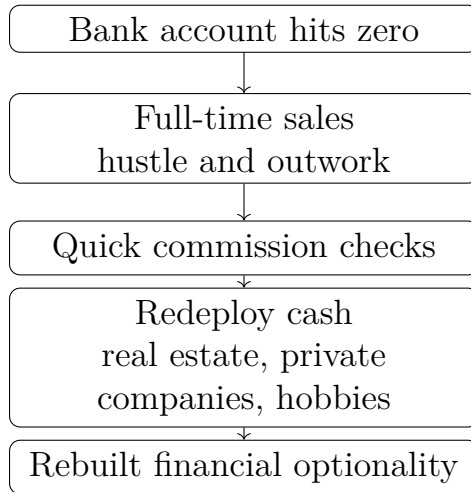 Bank account hits zero
Full-time sales
hustle and outwork
Quick commission checks
Redeploy cash
real estate, private
companies, hobbies
Rebuilt financial optionality